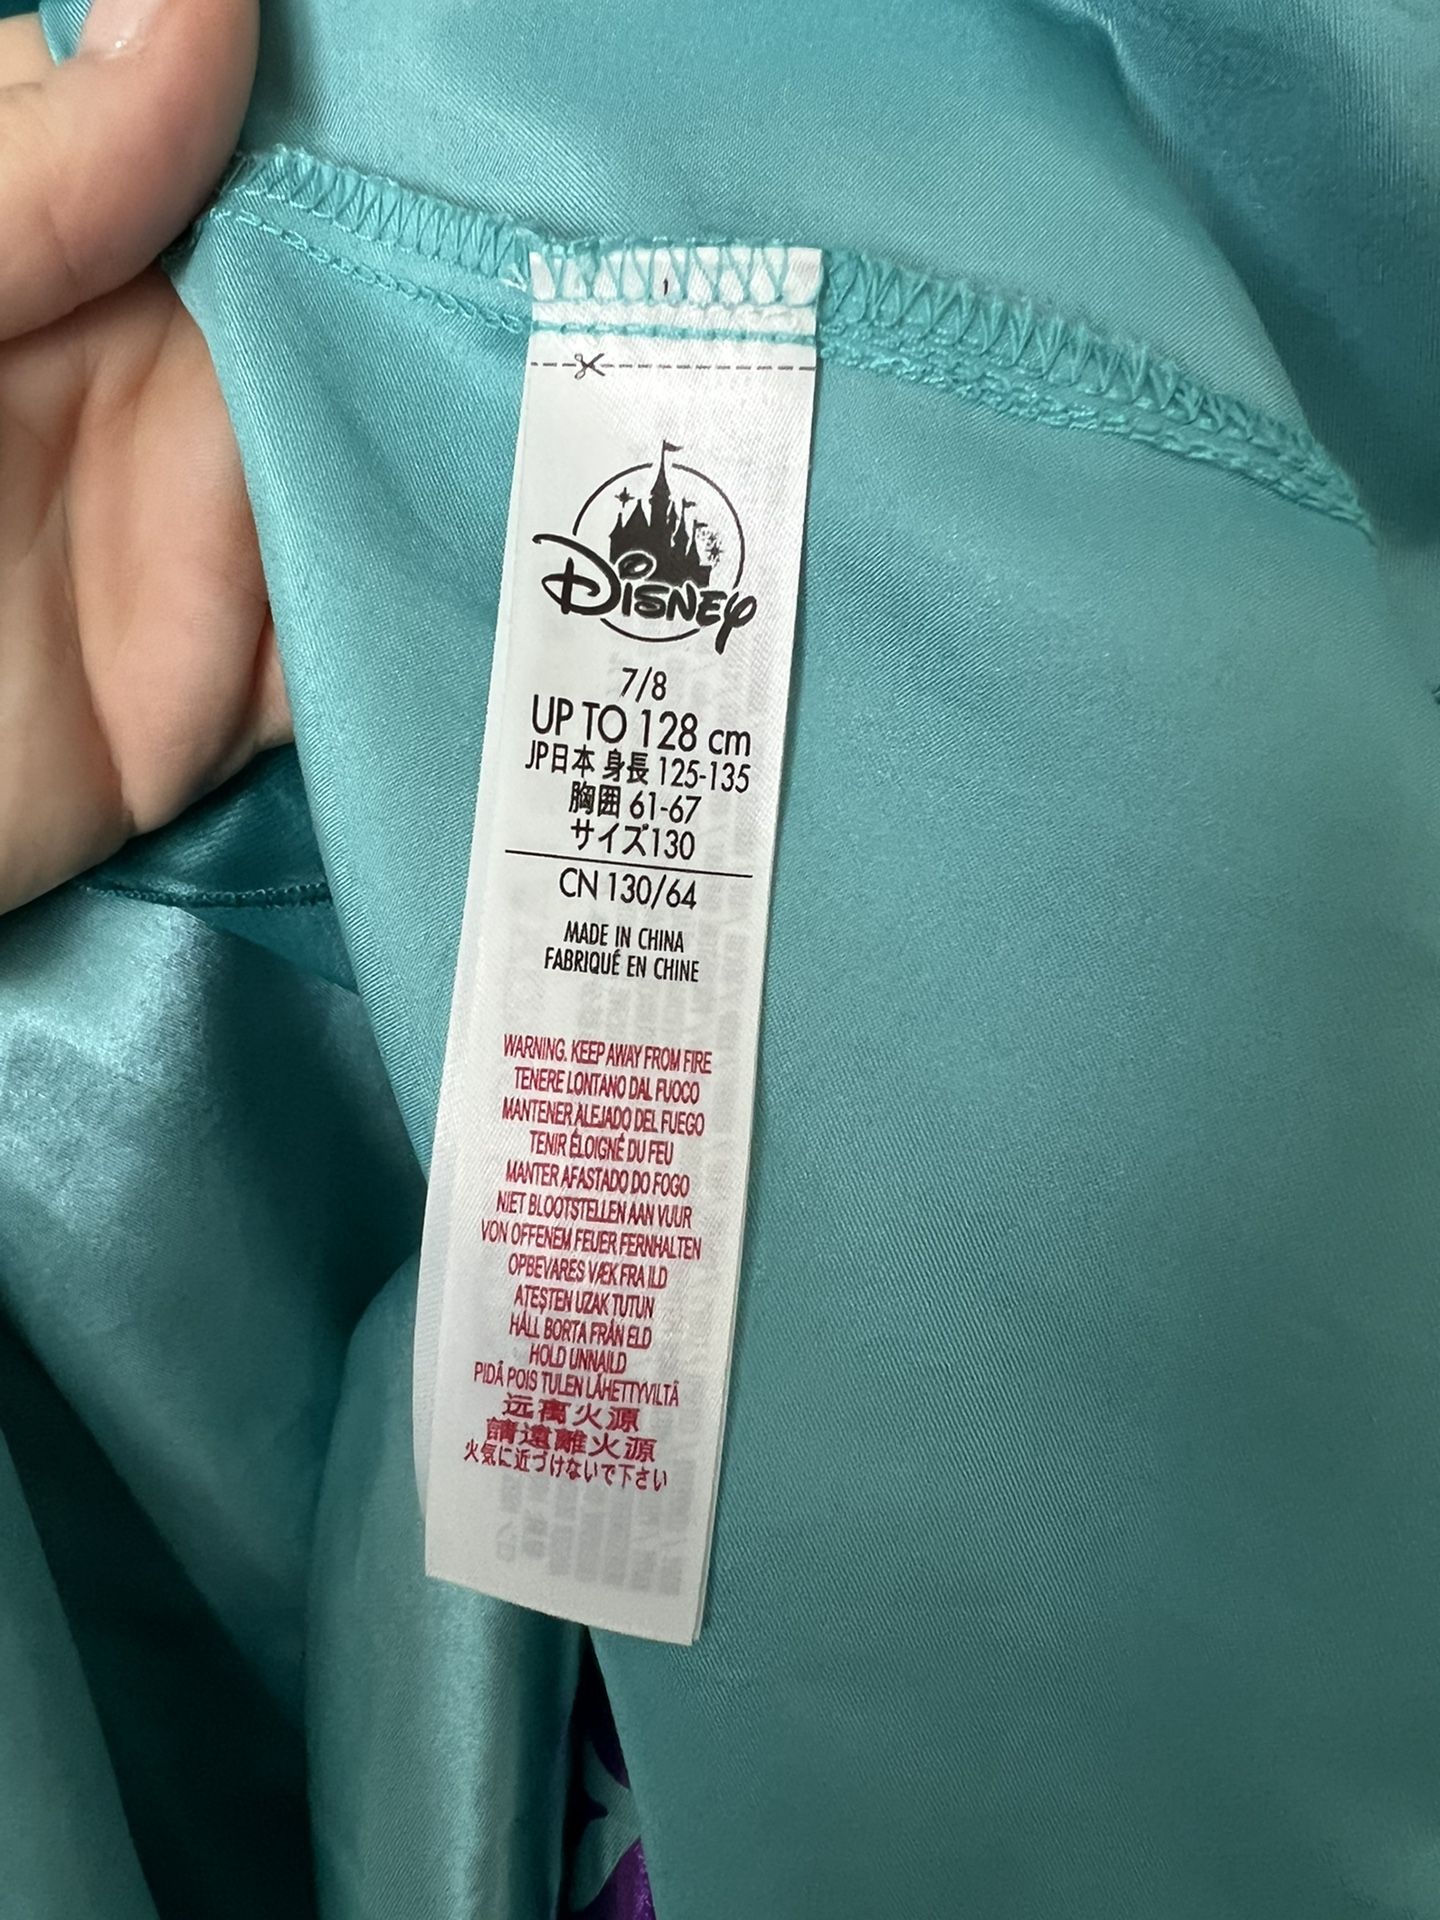 Disney
7/8
UP TO 128 cm
JP日本 身長 125-135
胸囲 61-67
サイズ130
CN 130/64
MADE IN CHINA
FABRIQUÉ EN CHINE
WARNING. KEEP AWAY FROM FIRE
TENERE LONTANO DAL FUOCO
MANTENER ALEJADO DEL FUEGO
TENIR ÉLOIGNÉ DU FEU
MANTER AFASTADO DO FOGO
NIET BLOOTSTELLEN AAN VUUR
VON OFFENEM FEUER FERNHALTEN
OPBEVARES VÆK FRA ILD
ATEŞTEN UZAK TUTUN
HÅLL BORTA FRÅN ELD
HOLD UNNAILD
PIDÄ POIS TULEN LÄHETTYVILTÄ
远离火源
請遠離火源
火気に近づけないで下さい